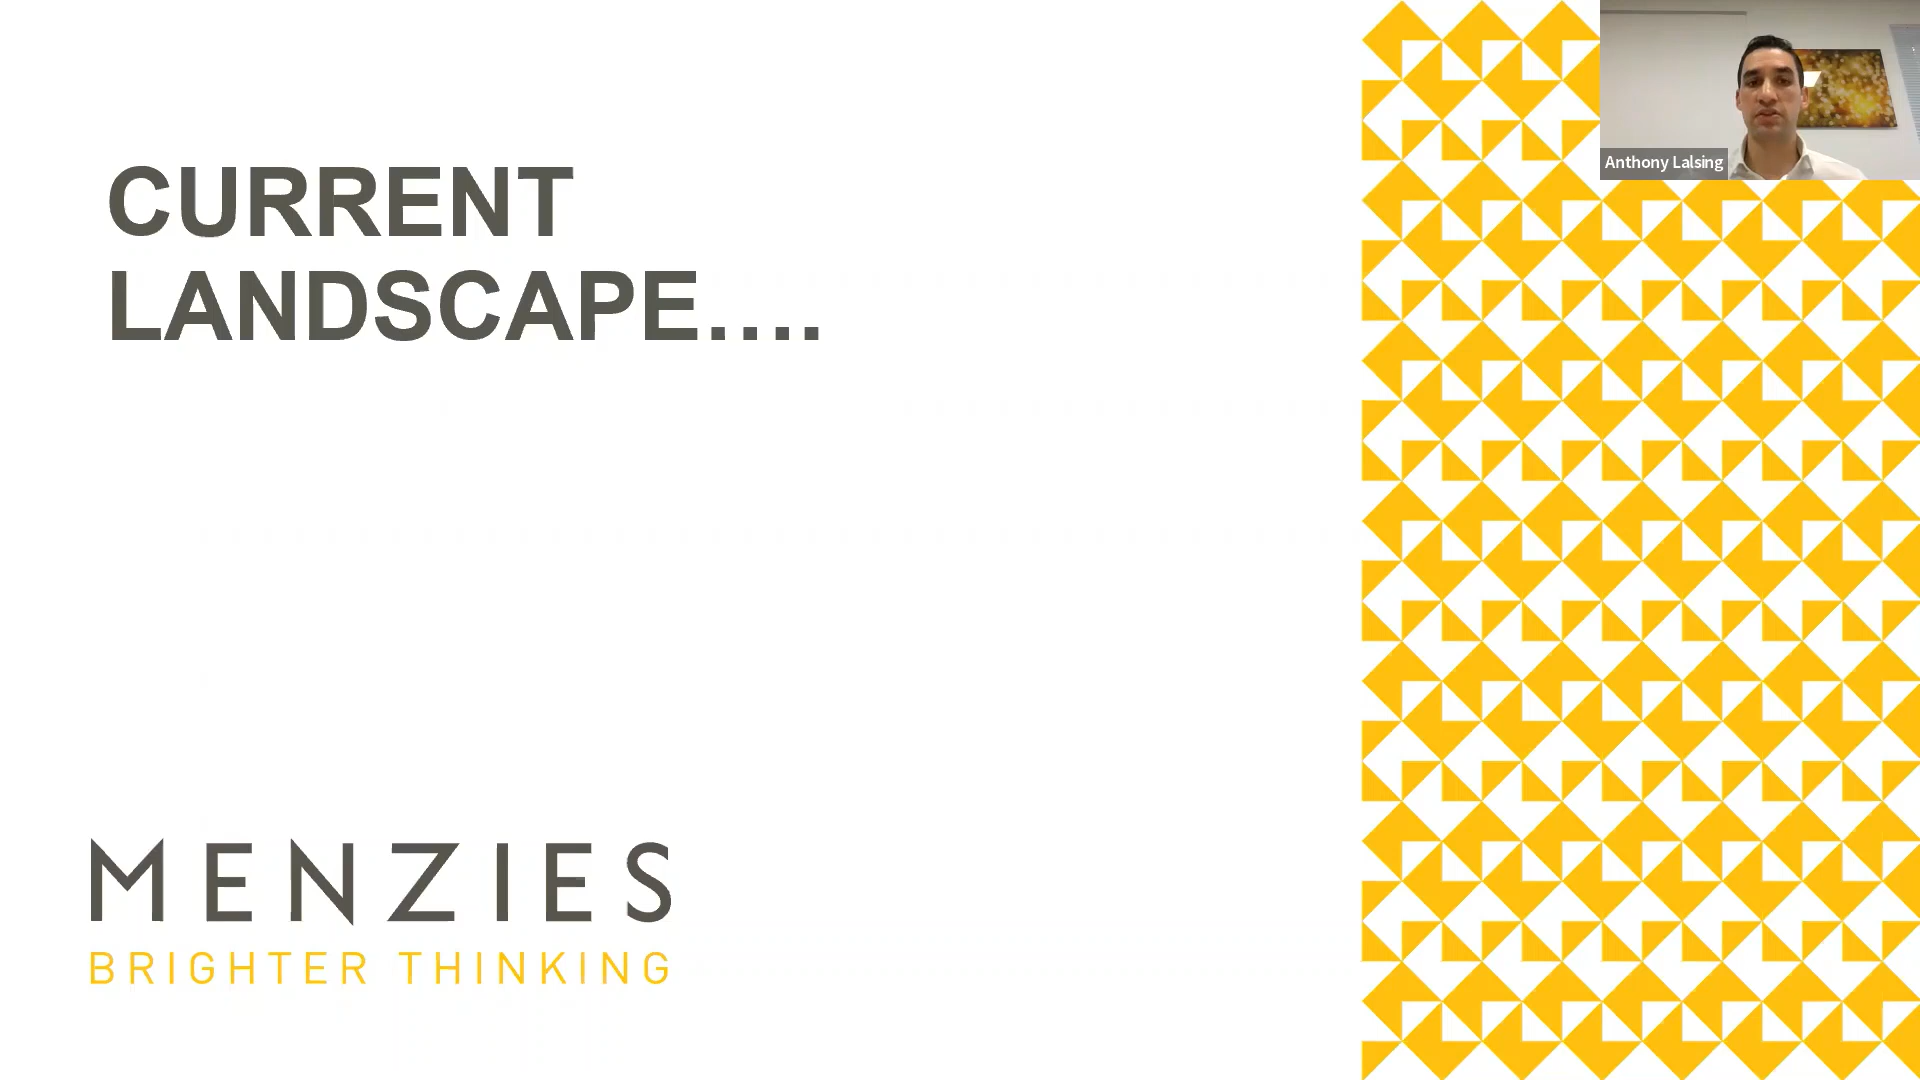 CURRENT
LANDSCAPE....
Anthony Lalsing
MENZIES
BRIGHTER THINKING